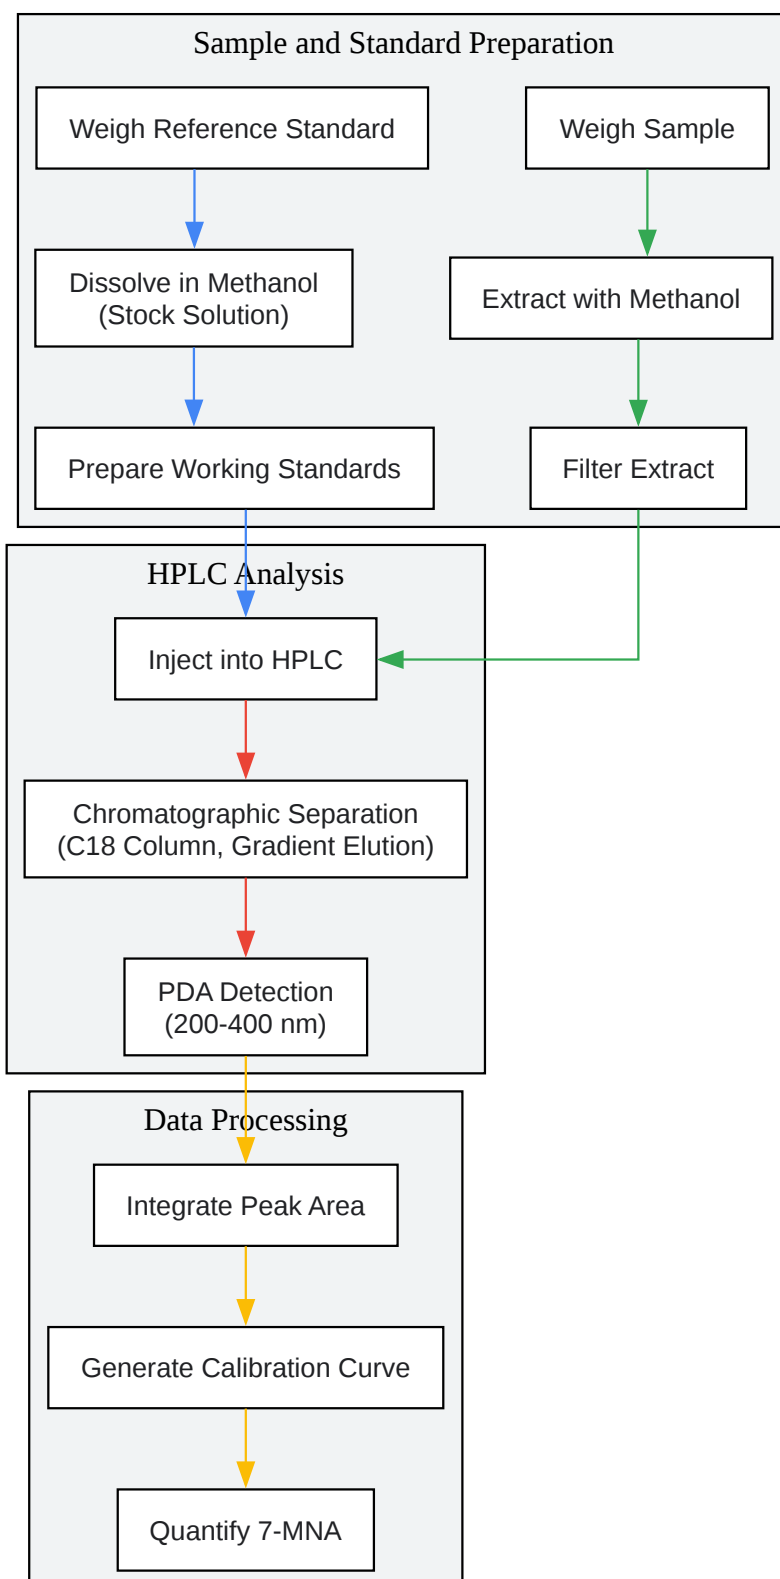 Sample and Standard Preparation
Weigh Reference Standard
Weigh Sample
Dissolve in Methanol
(Stock Solution)
Extract with Methanol
Prepare Working Standards
Filter Extract
HPLC Analysis
Inject into HPLC
Chromatographic Separation
(C18 Column, Gradient Elution)
PDA Detection
(200-400 nm)
Data Processing
Integrate Peak Area
Generate Calibration Curve
Quantify 7-MNA